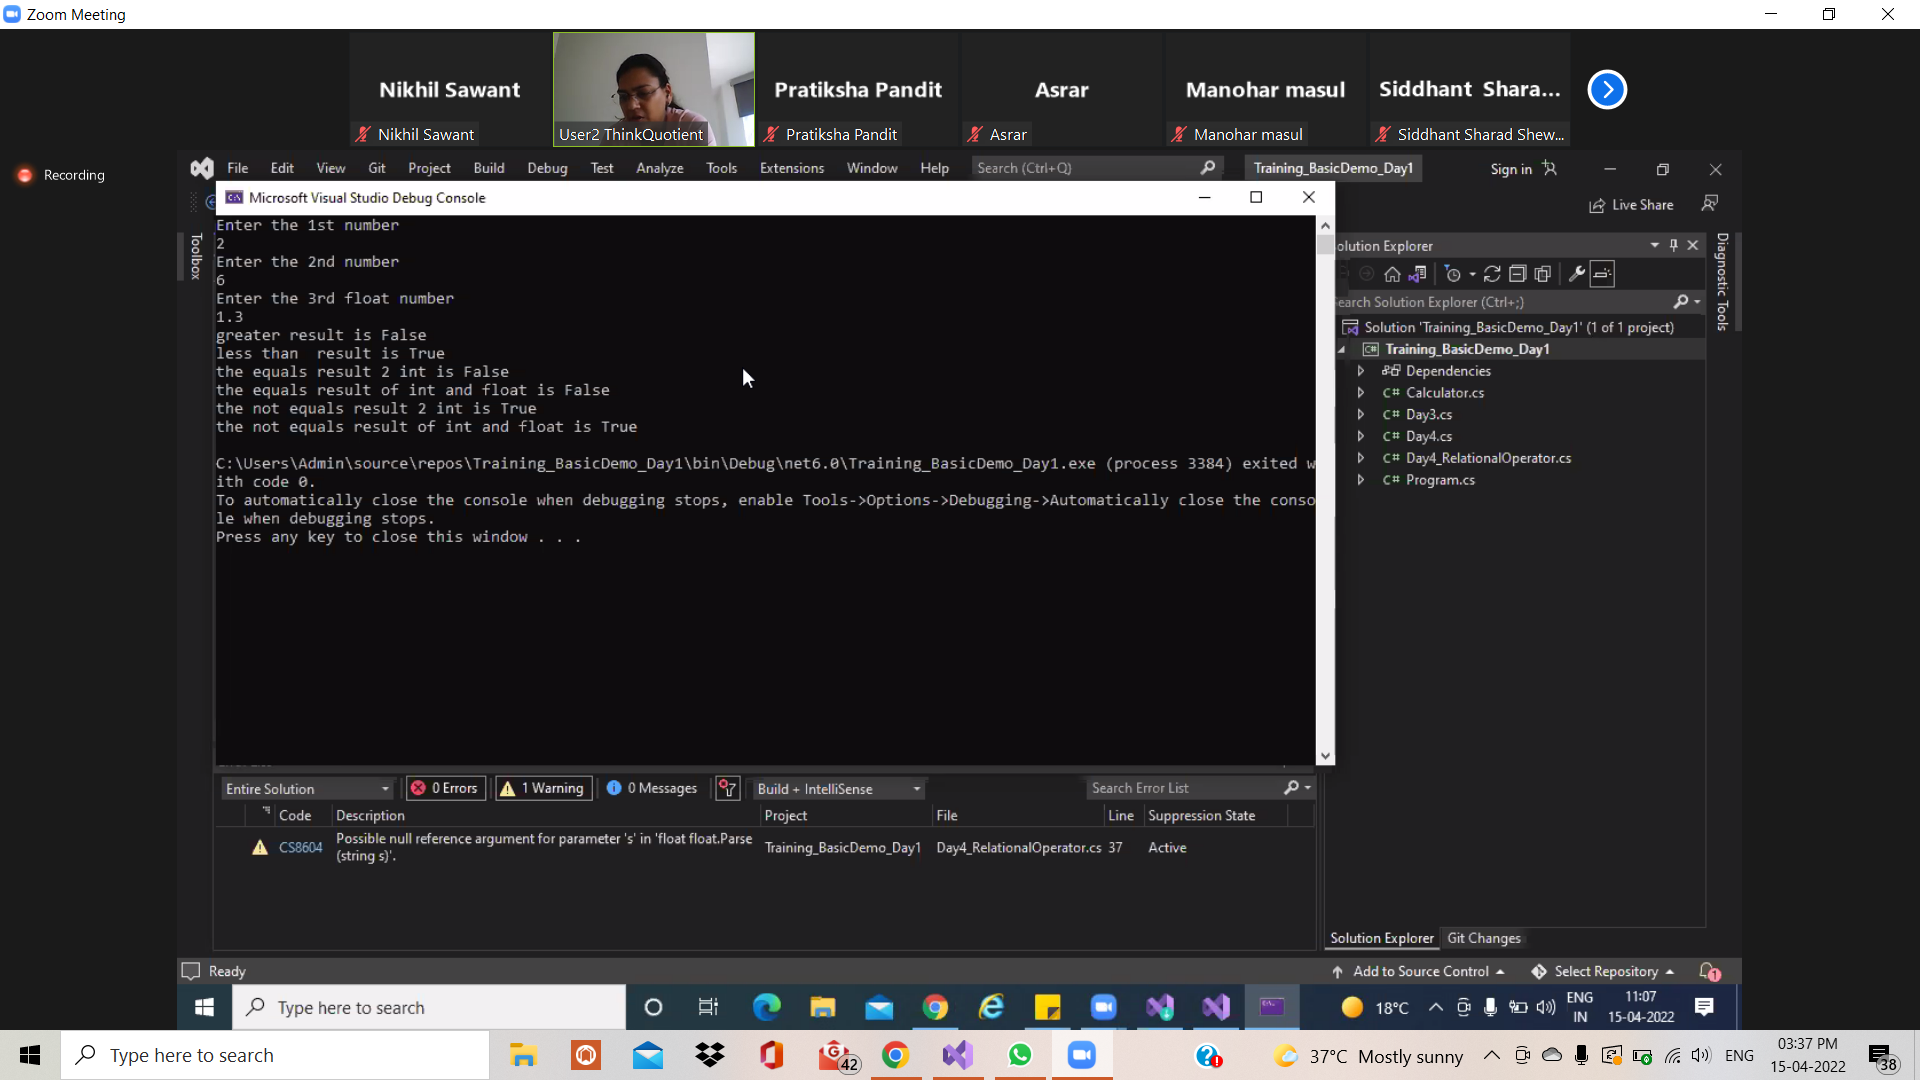 Zoom Meeting
Nikhil Sawant
Pratiksha Pandit
Asrar
Manohar masul
Siddhant Shara...
Nikhil Sawant
User2 ThinkQuotient
Pratiksha Pandit
Asrar
Manohar masul
Siddhant Sharad Shew...
Recording
File Edit View Git Project Build Debug Test Analyze Tools Extensions Window Help Search (Ctrl+Q) Training_BasicDemo_Day1 Sign in
Live Share
Microsoft Visual Studio Debug Console
Toolbox
Enter the 1st number
2
Enter the 2nd number
6
Enter the 3rd float number
1.3
greater result is False
less than  result is True
the equals result 2 int is False
the equals result of int and float is False
the not equals result 2 int is True
the not equals result of int and float is True
C:\Users\Admin\source\repos\Training_BasicDemo_Day1\bin\Debug\net6.0\Training_BasicDemo_Day1.exe (process 3384) exited w
ith code 0.
To automatically close the console when debugging stops, enable Tools->Options->Debugging->Automatically close the conso
le when debugging stops.
Press any key to close this window . . .
olution Explorer
earch Solution Explorer (Ctrl+;)
Solution 'Training_BasicDemo_Day1' (1 of 1 project)
C# Training_BasicDemo_Day1
Dependencies
C# Calculator.cs
C# Day3.cs
C# Day4.cs
C# Day4_RelationalOperator.cs
C# Program.cs
Diagnostic Tools
Entire Solution 0 Errors 1 Warning 0 Messages Build + IntelliSense Search Error List
Code Description Project File Line Suppression State
CS8604 Possible null reference argument for parameter 's' in 'float float.Parse
(string s)'.
Training_BasicDemo_Day1 Day4_RelationalOperator.cs 37 Active
Solution Explorer Git Changes
Ready
Add to Source Control Select Repository 1
Type here to search
18°C
ENG
IN
11:07
15-04-2022
Type here to search
42
37°C Mostly sunny
ENG
03:37 PM
15-04-2022
38